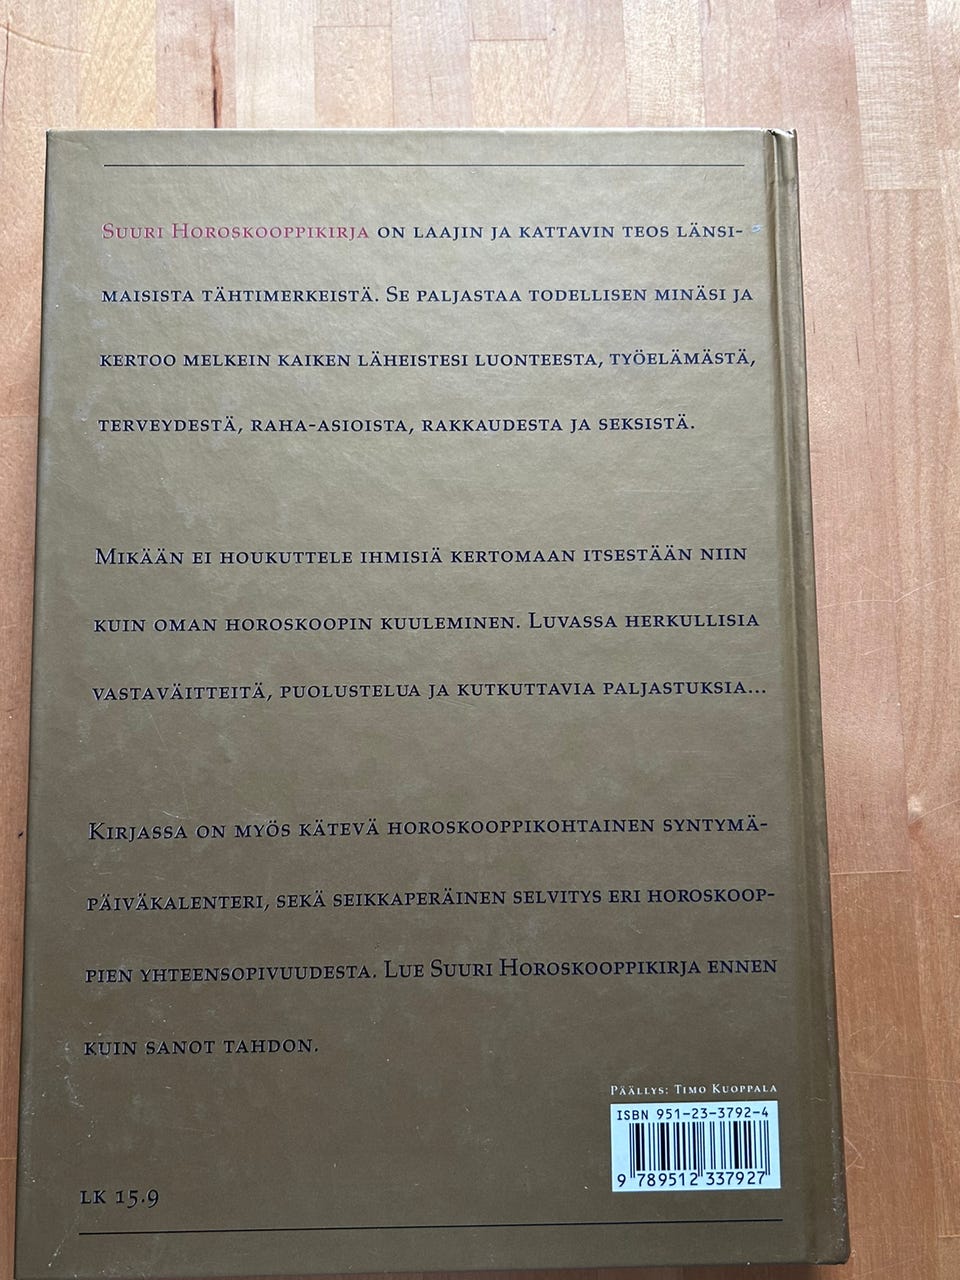 Suuri Horoskooppikirja on laajin ja kattavin teos länsi-
maisista tähtimerkeistä. Se paljastaa todellisen minäsi ja
kertoo melkein kaiken läheistesi luonteesta, työelämästä,
terveydestä, raha-asioista, rakkaudesta ja seksistä.
Mikään ei houkuttele ihmisiä kertomaan itsestään niin
kuin oman horoskoopin kuuleminen. Luvassa herkullisia
vastaväitteitä, puolustelua ja kutkuttavia paljastuksia...
Kirjassa on myös kätevä horoskooppikohtainen syntymä-
päiväkalenteri, sekä seikkaperäinen selvitys eri horoskoop-
pien yhteensopivuudesta. Lue Suuri Horoskooppikirja ennen
kuin sanot tahdon.
Päällys: Timo Kuoppala
ISBN 951-23-3792-4
9 789512 337927
LK 15.9